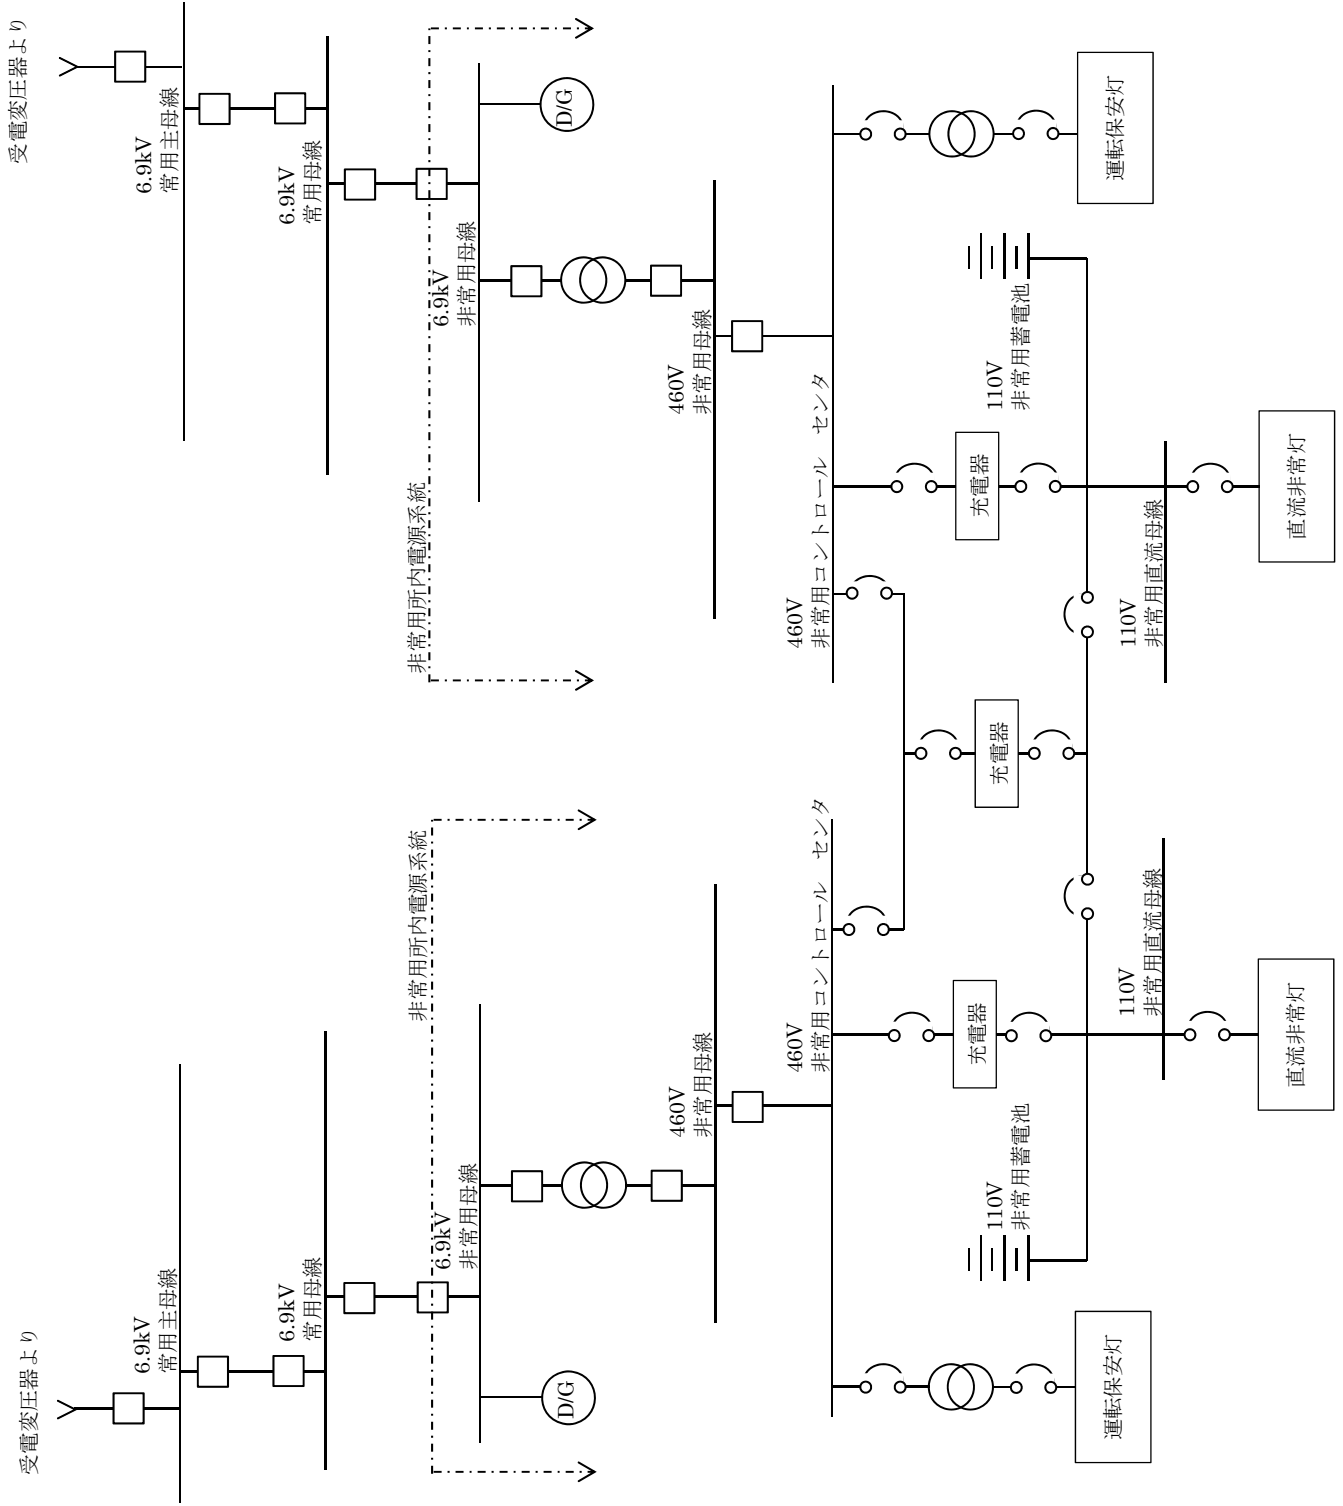 受電変圧器より
6.9kV
常用主母線
6.9kV
常用母線
非常用所内電源系統
6.9kV
非常用母線
D/G
460V
非常用母線
460V
非常用コントロール センタ
充電器
110V
非常用蓄電池
110V
非常用直流母線
運転保安灯
直流非常灯
充電器
受電変圧器より
6.9kV
常用主母線
6.9kV
常用母線
非常用所内電源系統
6.9kV
非常用母線
D/G
460V
非常用母線
460V
非常用コントロール センタ
充電器
110V
非常用蓄電池
110V
非常用直流母線
直流非常灯
運転保安灯